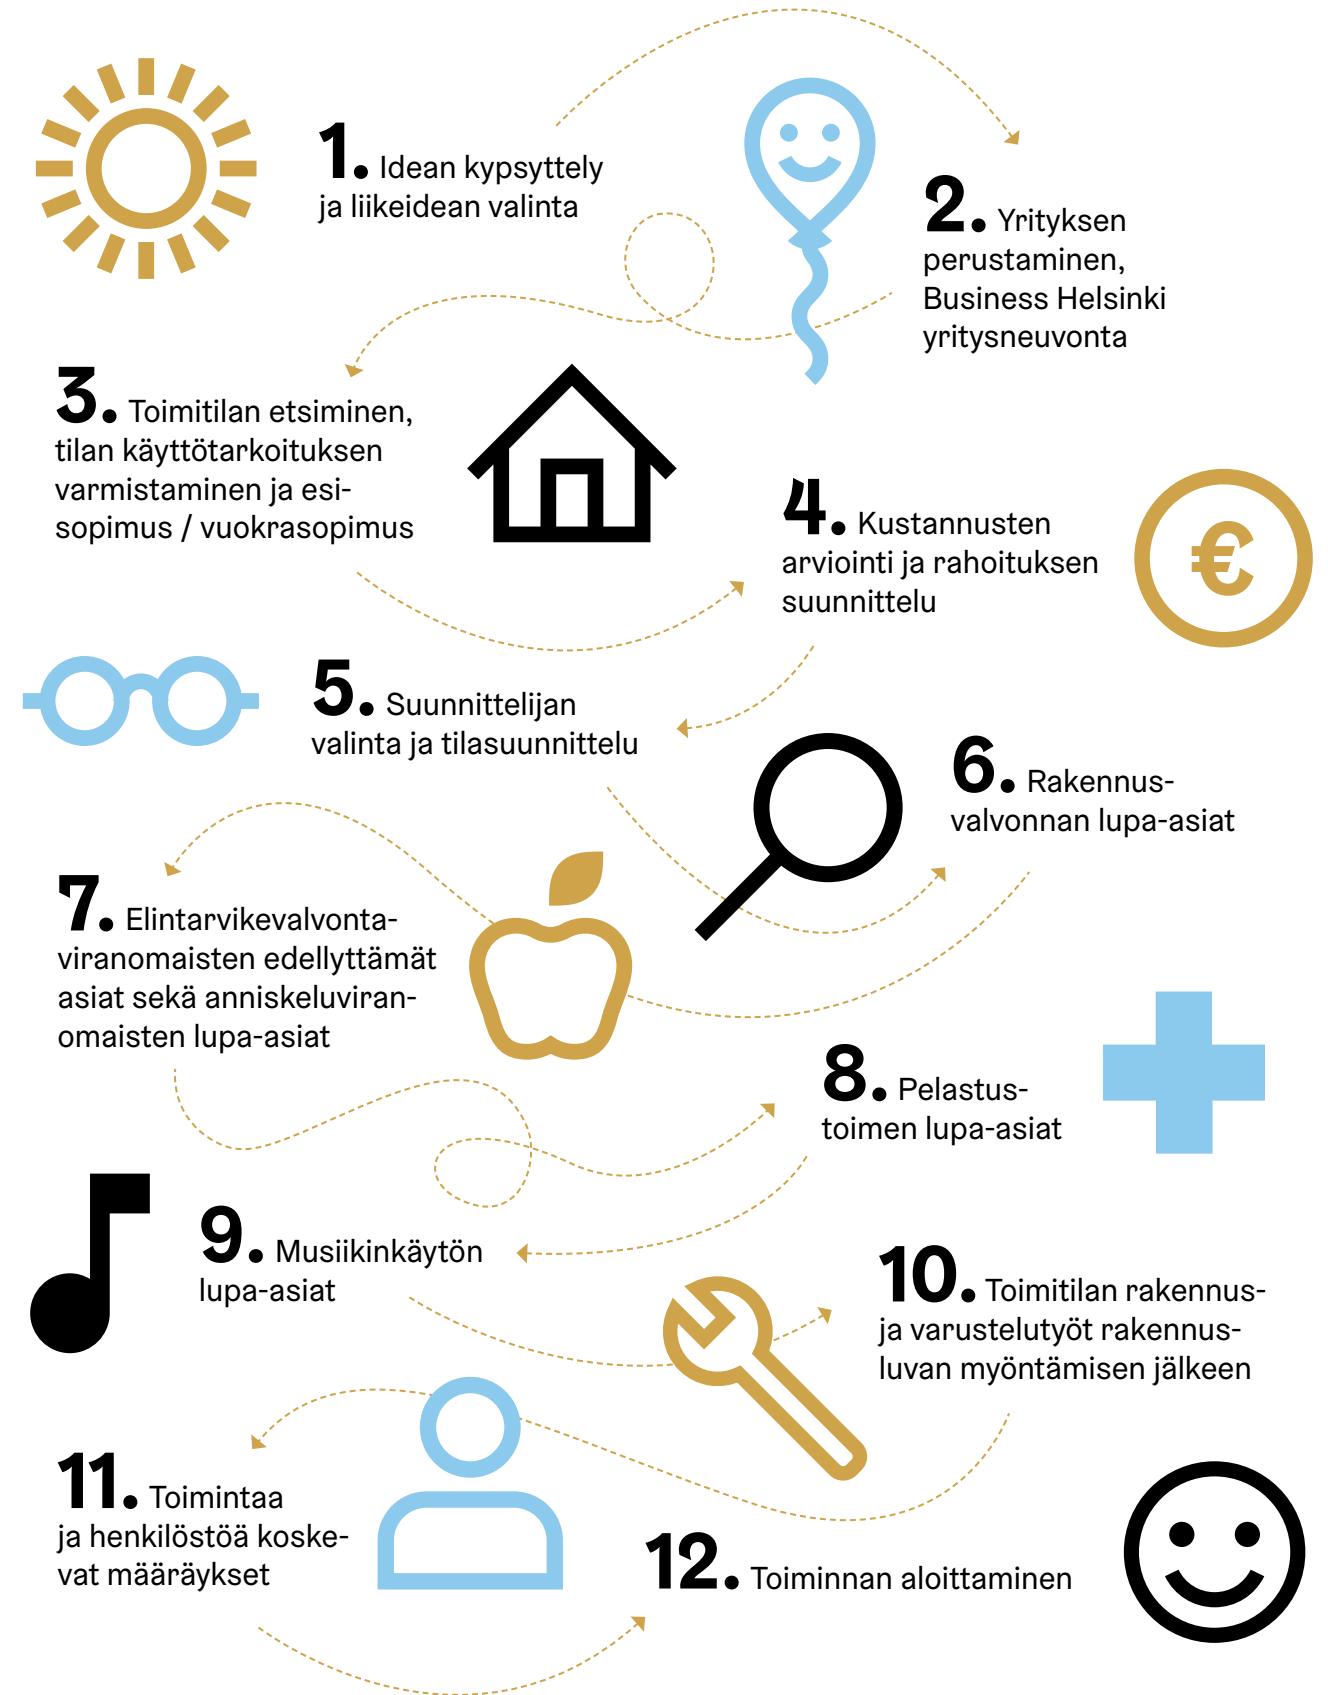 1. Idean kypsyttely
ja liikeidean valinta
2. Yrityksen
perustaminen,
Business Helsinki
yritysneuvonta
3. Toimitilan etsiminen,
tilan käyttötarkoituksen
varmistaminen ja esi-
sopimus / vuokrasopimus
4. Kustannusten
arviointi ja rahoituksen
suunnittelu
€
5. Suunnittelijan
valinta ja tilasuunnittelu
6. Rakennus-
valvonnan lupa-asiat
7. Elintarvikevalvonta-
viranomaisten edellyttämät
asiat sekä anniskeluviran-
omaisten lupa-asiat
8. Pelastus-
toimen lupa-asiat
9. Musiikinkäytön
lupa-asiat
10. Toimitilan rakennus-
ja varustelutyöt rakennus-
luvan myöntämisen jälkeen
11. Toimintaa
ja henkilöstöä koske-
vat määräykset
12. Toiminnan aloittaminen